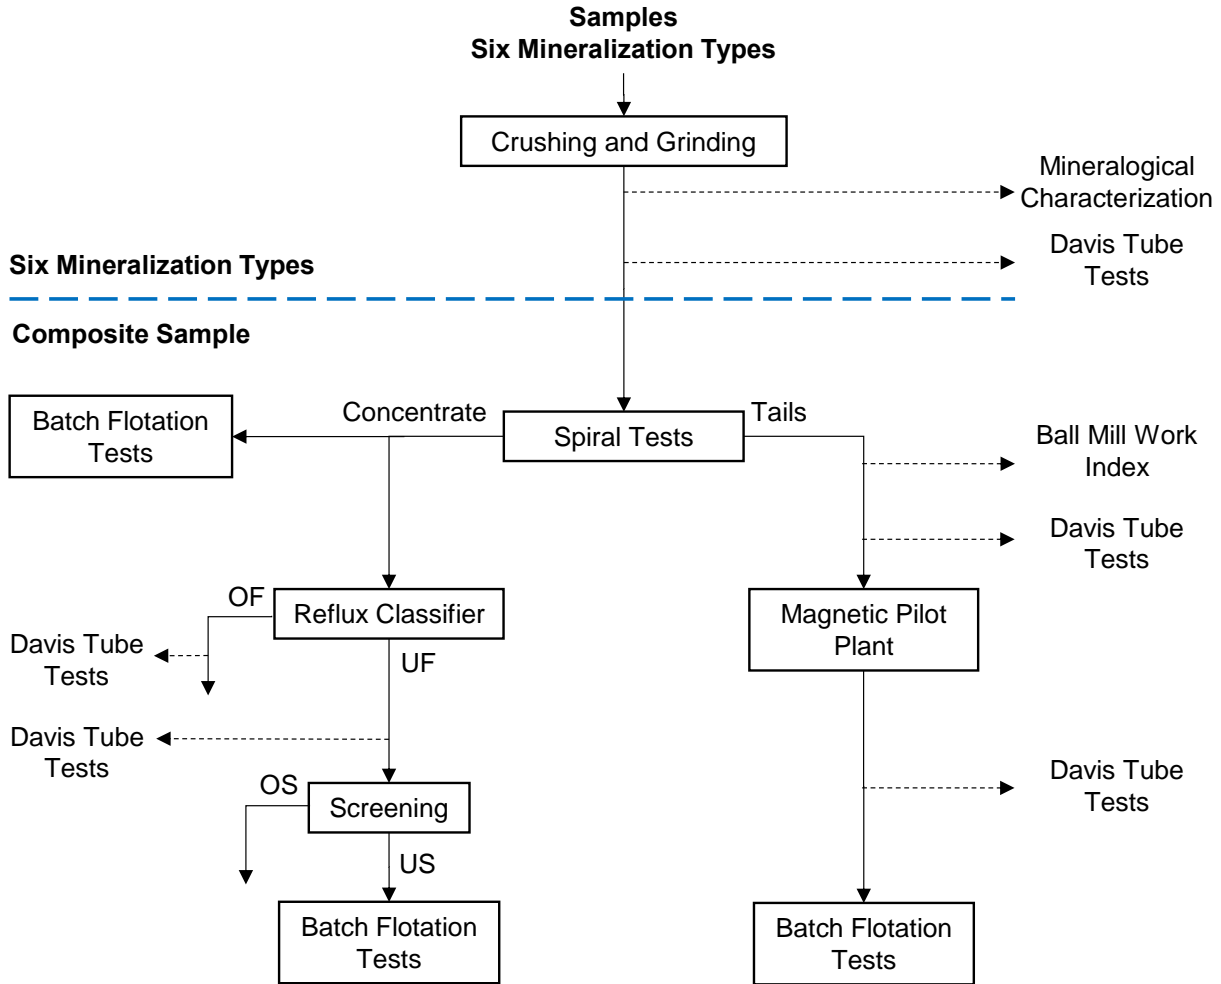 Samples
Six Mineralization Types
Crushing and Grinding
Mineralogical
Characterization
Davis Tube
Tests
Six Mineralization Types
Composite Sample
Batch Flotation
Tests
Concentrate
Spiral Tests
Tails
Ball Mill Work
Index
Davis Tube
Tests
OF
Reflux Classifier
Magnetic Pilot
Plant
Davis Tube
Tests
UF
Davis Tube
Tests
OS
Screening
Davis Tube
Tests
US
Batch Flotation
Tests
Batch Flotation
Tests